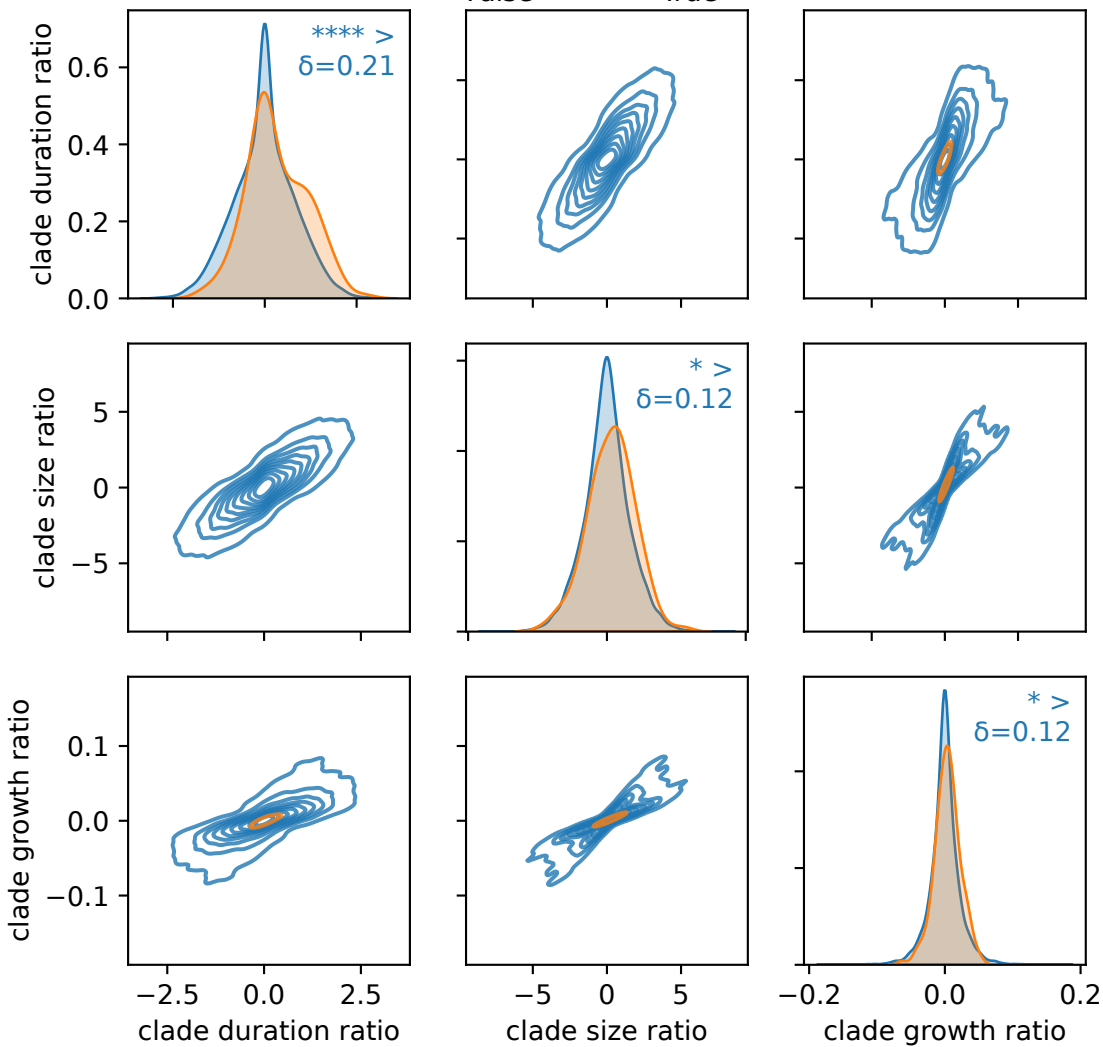 clade duration ratio
0.6
0.4
0.2
0.0
**** >
δ=0.21
clade size ratio
5
0
−5
* >
δ=0.12
clade growth ratio
0.1
0.0
−0.1
* >
δ=0.12
−2.5 0.0 2.5
−5 0 5
−0.2 0.0 0.2
clade duration ratio
clade size ratio
clade growth ratio